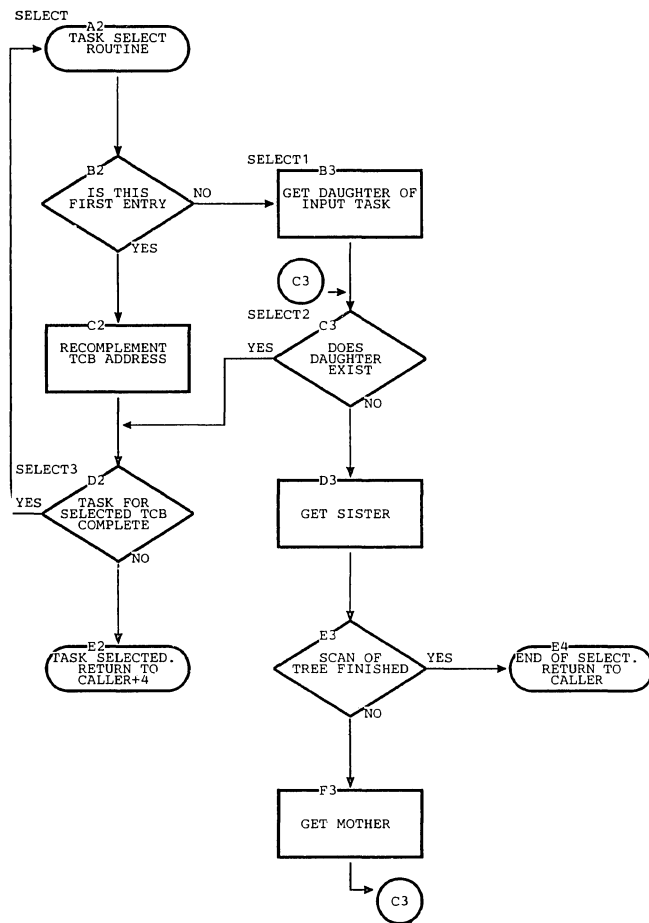 SELECT
A2
TASK SELECT
ROUTINE
B2
IS THIS
FIRST ENTRY
NO
YES
SELECT1
B3
GET DAUGHTER OF
INPUT TASK
C3
C2
RECOMPLEMENT
TCB ADDRESS
SELECT2
C3
DOES
DAUGHTER
EXIST
YES
NO
SELECT3
D2
TASK FOR
SELECTED TCB
COMPLETE
YES
NO
D3
GET SISTER
E2
TASK SELECTED.
RETURN TO
CALLER+4
E3
SCAN OF
TREE FINISHED
YES
NO
E4
END OF SELECT.
RETURN TO
CALLER
F3
GET MOTHER
C3